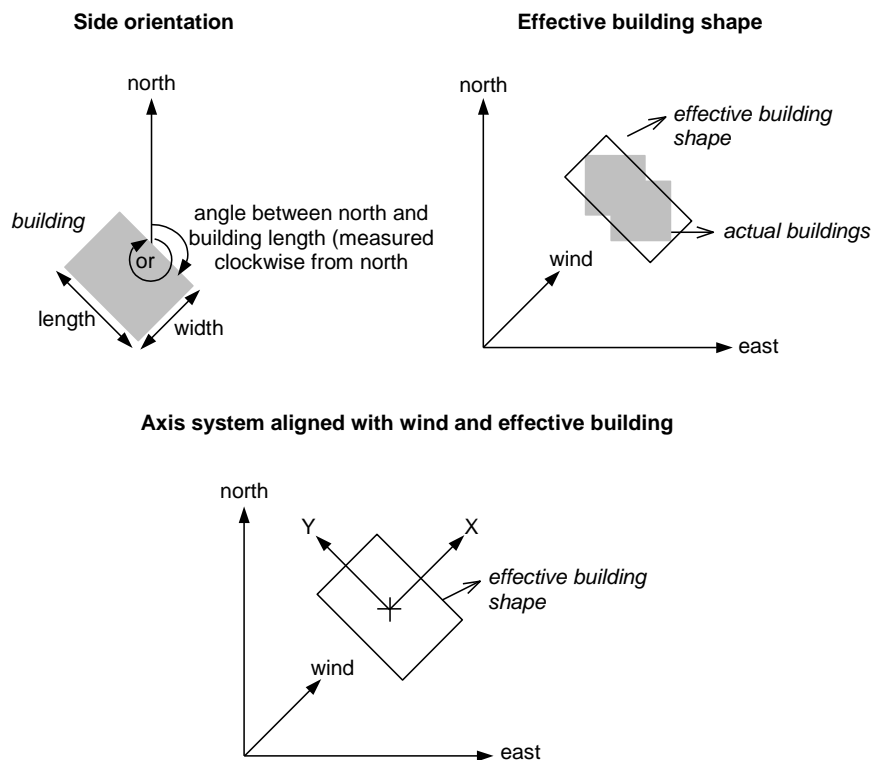 Side orientation
north
building
or
angle between north and
building length (measured
clockwise from north
length
width
Effective building shape
north
effective building
shape
actual buildings
wind
east
Axis system aligned with wind and effective building
north
Y
X
effective building
shape
wind
east